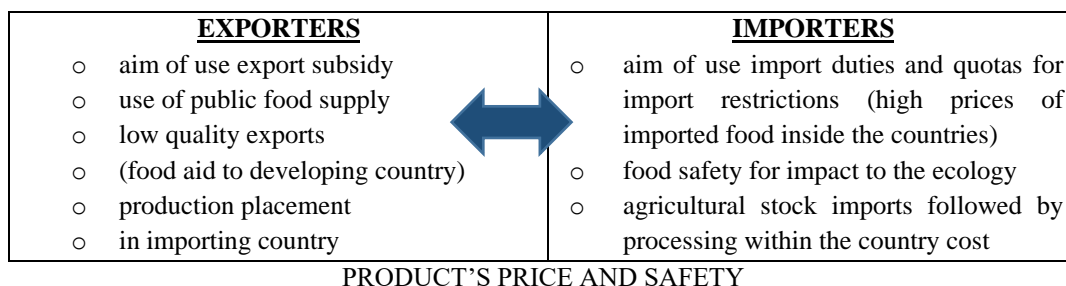 EXPORTERS
o aim of use export subsidy
o use of public food supply
o low quality exports
o (food aid to developing country)
o production placement
o in importing country
IMPORTERS
o aim of use import duties and quotas for
import restrictions (high prices of
imported food inside the countries)
o food safety for impact to the ecology
o agricultural stock imports followed by
processing within the country cost
PRODUCT'S PRICE AND SAFETY